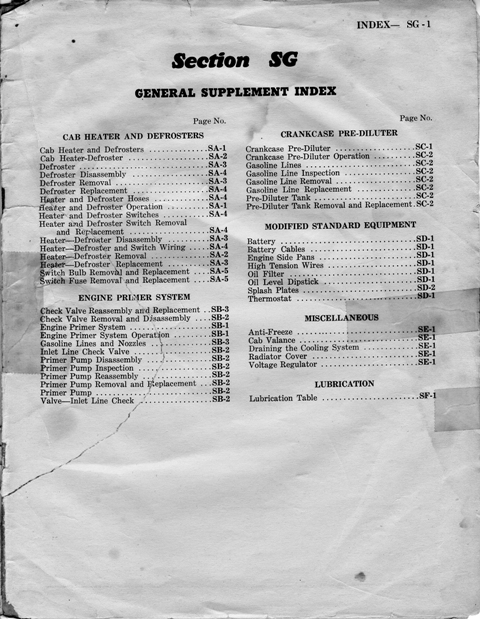 INDEX— SG-1
Section SG
GENERAL SUPPLEMENT INDEX
Page No.
CAB HEATER AND DEFROSTERS
Cab Heater and Defrosters ............SA-1
Cab Heater-Defroster ................SA-2
Defroster ..........................SA-3
Defroster Disassembly ................SA-4
Defroster Removal ...................SA-3
Defroster Replacement ................SA-4
Heater and Defroster Hoses ...........SA-4
Heater and Defroster Operation ........SA-1
Heater and Defroster Switches .........SA-4
Heater and Defroster Switch Removal
and Replacement ..................SA-4
Heater—Defroster Disassembly .........SA-3
Heater—Defroster and Switch Wiring ....SA-4
Heater—Defroster Removal ............SA-2
Heater—Defroster Replacement .........SA-3
Switch Bulb Removal and Replacement ...SA-5
Switch Fuse Removal and Replacement ...SA-5
ENGINE PRIMER SYSTEM
Check Valve Reassembly and Replacement ..SB-3
Check Valve Removal and Disassembly ....SB-2
Engine Primer System .................SB-1
Engine Primer System Operation ........SB-1
Gasoline Lines and Nozzles ............SB-3
Inlet Line Check Valve ................SB-2
Primer Pump Disassembly ..............SB-2
Primer Pump Inspection ...............SB-2
Primer Pump Reassembly ...............SB-2
Primer Pump Removal and Replacement ...SB-2
Primer Pump ........................SB-2
Valve—Inlet Line Check ...............SB-2
Page No.
CRANKCASE PRE-DILUTER
Crankcase Pre-Diluter .................SC-1
Crankcase Pre-Diluter Operation ........SC-2
Gasoline Lines .......................SC-2
Gasoline Line Inspection ..............SC-2
Gasoline Line Removal ................SC-2
Gasoline Line Replacement ............SC-2
Pre-Diluter Tank .....................SC-2
Pre-Diluter Tank Removal and Replacement.SC-2
MODIFIED STANDARD EQUIPMENT
Battery ............................SD-1
Battery Cables ......................SD-1
Engine Side Pans ....................SD-1
High Tension Wires ..................SD-1
Oil Filter ..........................SD-1
Oil Level Dipstick ...................SD-1
Splash Plates .......................SD-2
Thermostat .........................SD-1
MISCELLANEOUS
Anti-Freeze .........................SE-1
Cab Valance .........................SE-1
Draining the Cooling System ...........SE-1
Radiator Cover ......................SE-1
Voltage Regulator ....................SE-1
LUBRICATION
Lubrication Table ....................SF-1